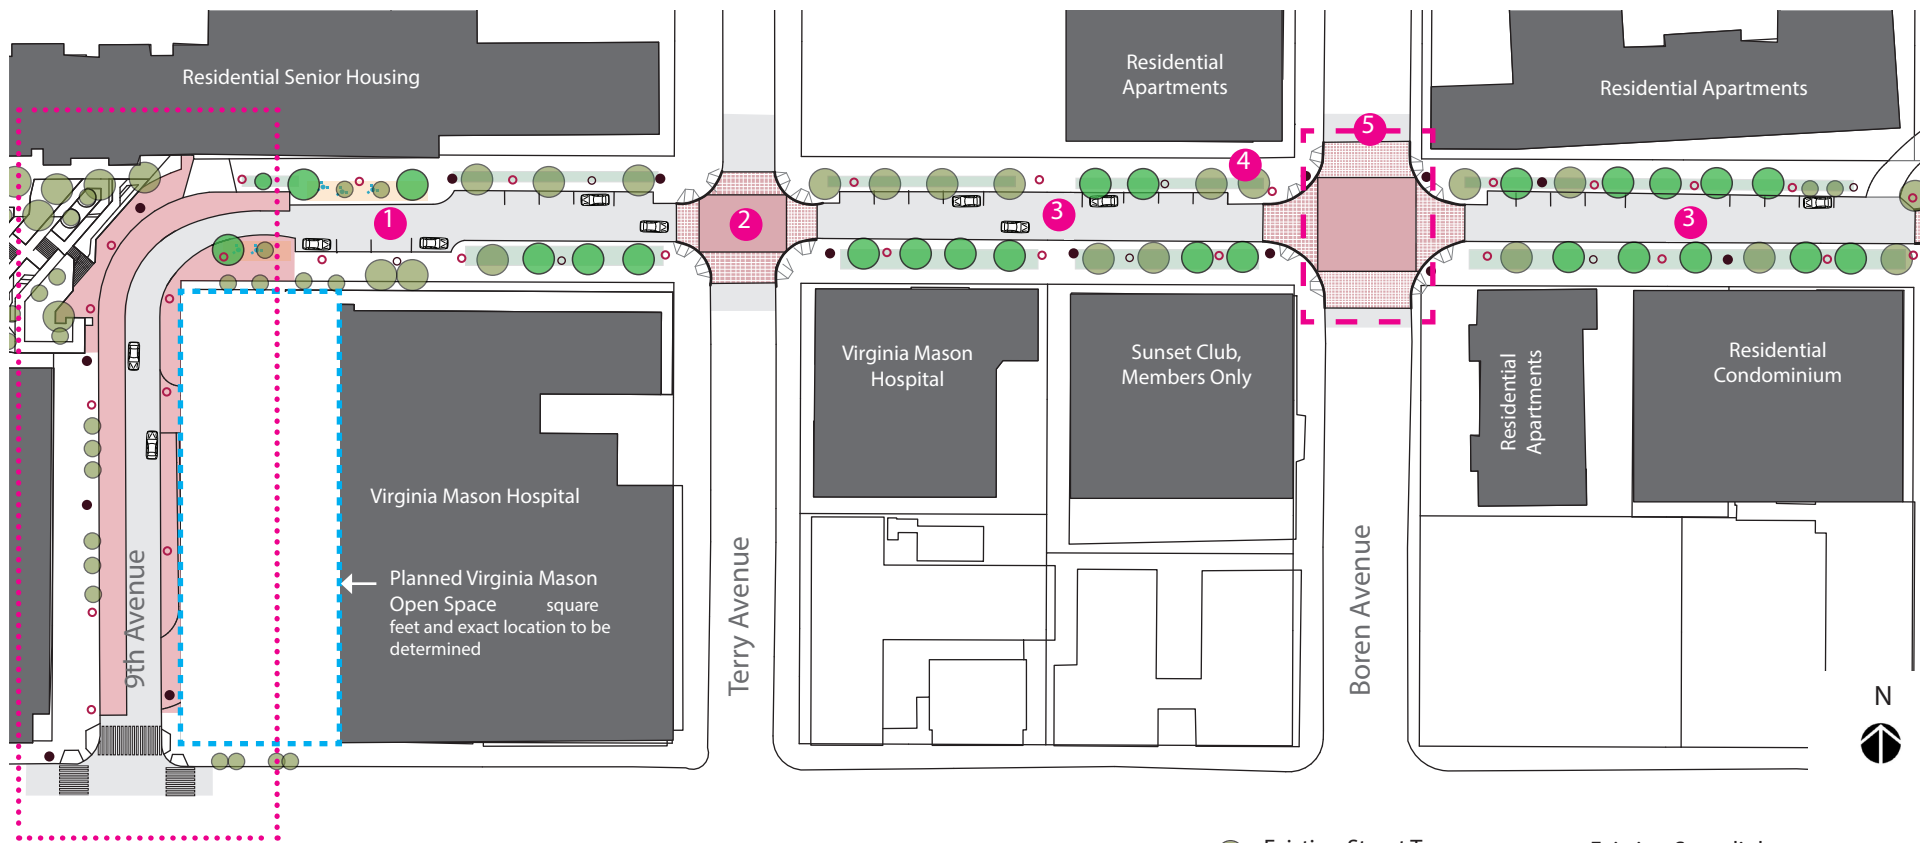 Residential Senior Housing
Residential
Apartments
Residential Apartments
5
4
1
2
3
3
Virginia Mason
Hospital
Sunset Club,
Members Only
Residential
Apartments
Residential
Condominium
Virginia Mason Hospital
Planned Virginia Mason
Open Space square
feet and exact location to be
determined
9th Avenue
Terry Avenue
Boren Avenue
N